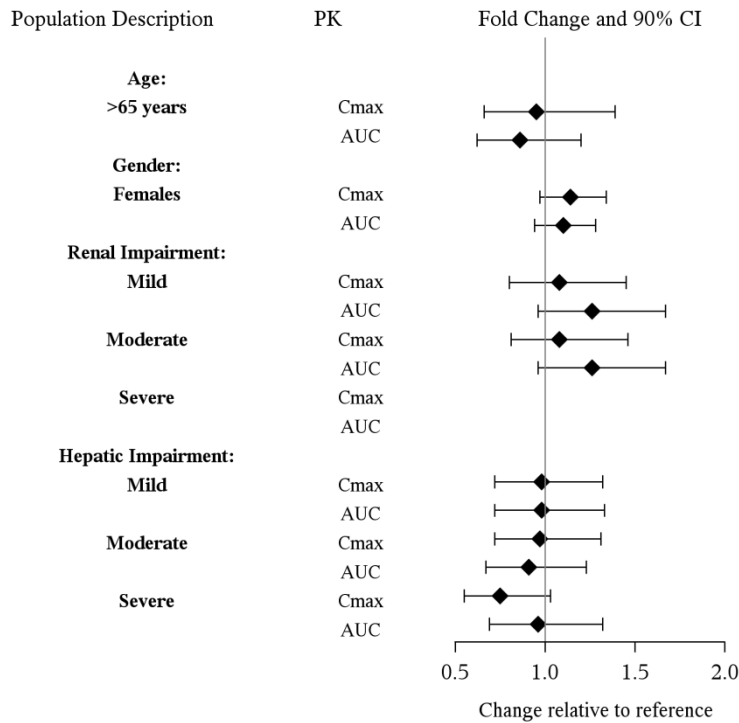 Population Description PK Fold Change and 90% CI
Age:
>65 years Cmax
AUC
Gender:
Females Cmax
AUC
Renal Impairment:
Mild Cmax
AUC
Moderate Cmax
AUC
Severe Cmax
AUC
Hepatic Impairment:
Mild Cmax
AUC
Moderate Cmax
AUC
Severe Cmax
AUC
0.5 1.0 1.5 2.0
Change relative to reference